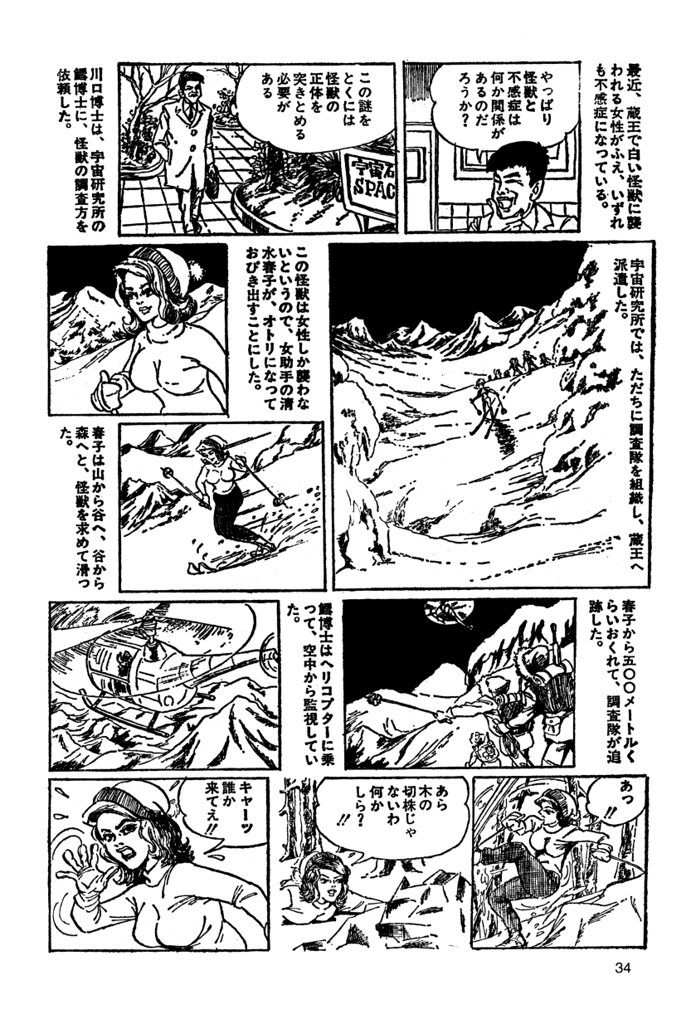 最近、蔵王で白い怪獣に襲
われる女性がふえ、いずれ
も不感症になっている。
やっぱり
怪獣と
不感症は
何か関係が
あるのだ
ろうか?
この謎を
とくには
怪獣の
正体を
突きとめる
必要が
ある
宇宙
SPAC
川口博士は、宇宙研究所の
鰐博士に、怪獣の調査方を
依頼した。
宇宙研究所では、ただちに調査隊を組織し、蔵王へ
派遣した。
この怪獣は女性しか襲わな
いというので、女助手の清
水春子が、オトリになって
おびき出すことにした。
春子は山から谷へ、谷から
森へと、怪獣を求めて滑っ
た。
春子から五〇〇メートルく
らいおくれて、調査隊が追
跡した。
鰐博士はヘリコプターに乗
って、空中から監視してい
た。
あっ!!
あら
木の
切株じゃ
ないわ
何か
しら?
!!
キャーッ
誰か
来てえ!!
34